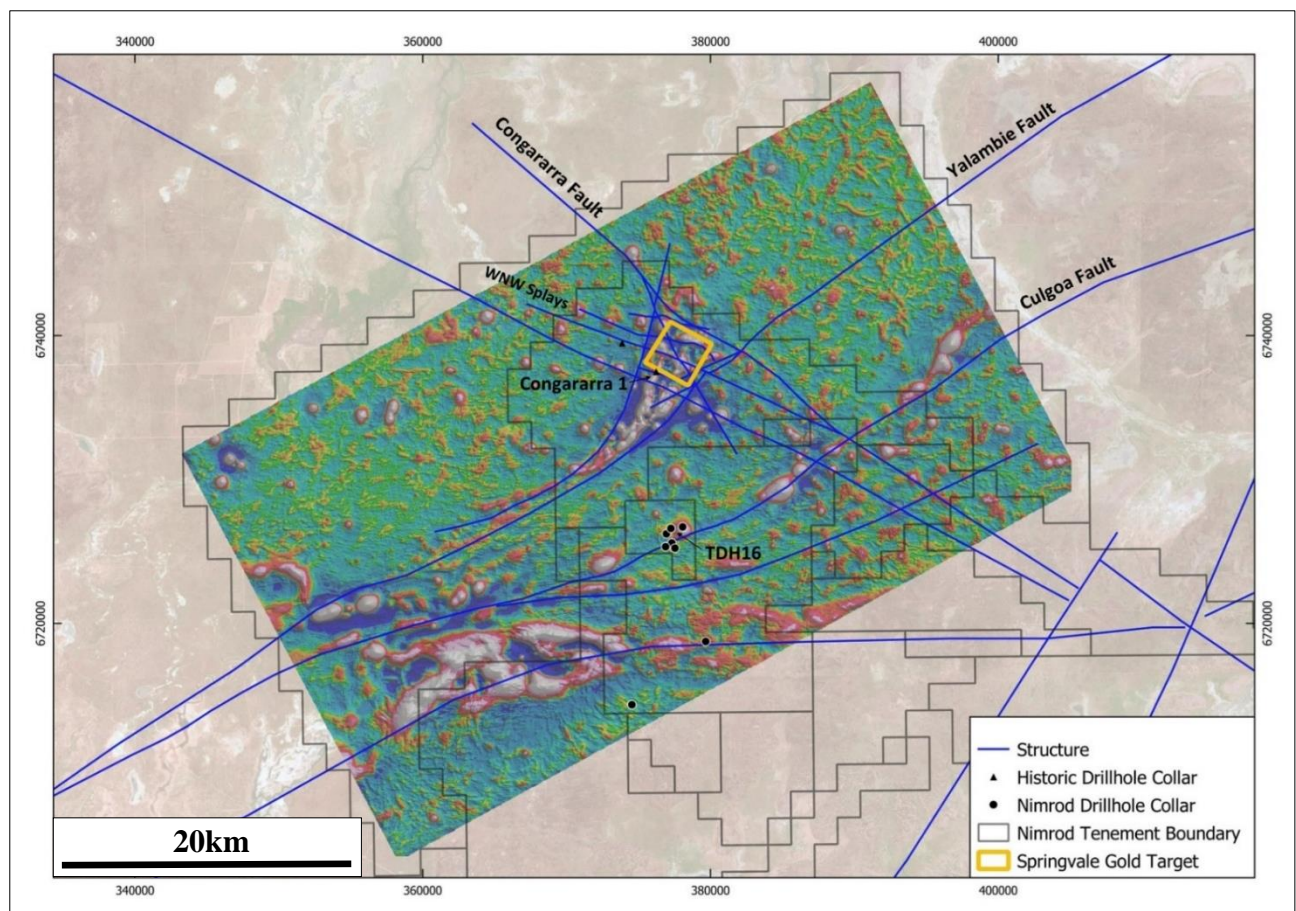 340000
360000
380000
400000
Congararra Fault
Yalambie Fault
WNW Splays
Culgoa Fault
6740000
6740000
Congararra 1
TDH16
6720000
6720000
20km
Structure
Historic Drillhole Collar
Nimrod Drillhole Collar
Nimrod Tenement Boundary
Springvale Gold Target
340000
360000
380000
400000